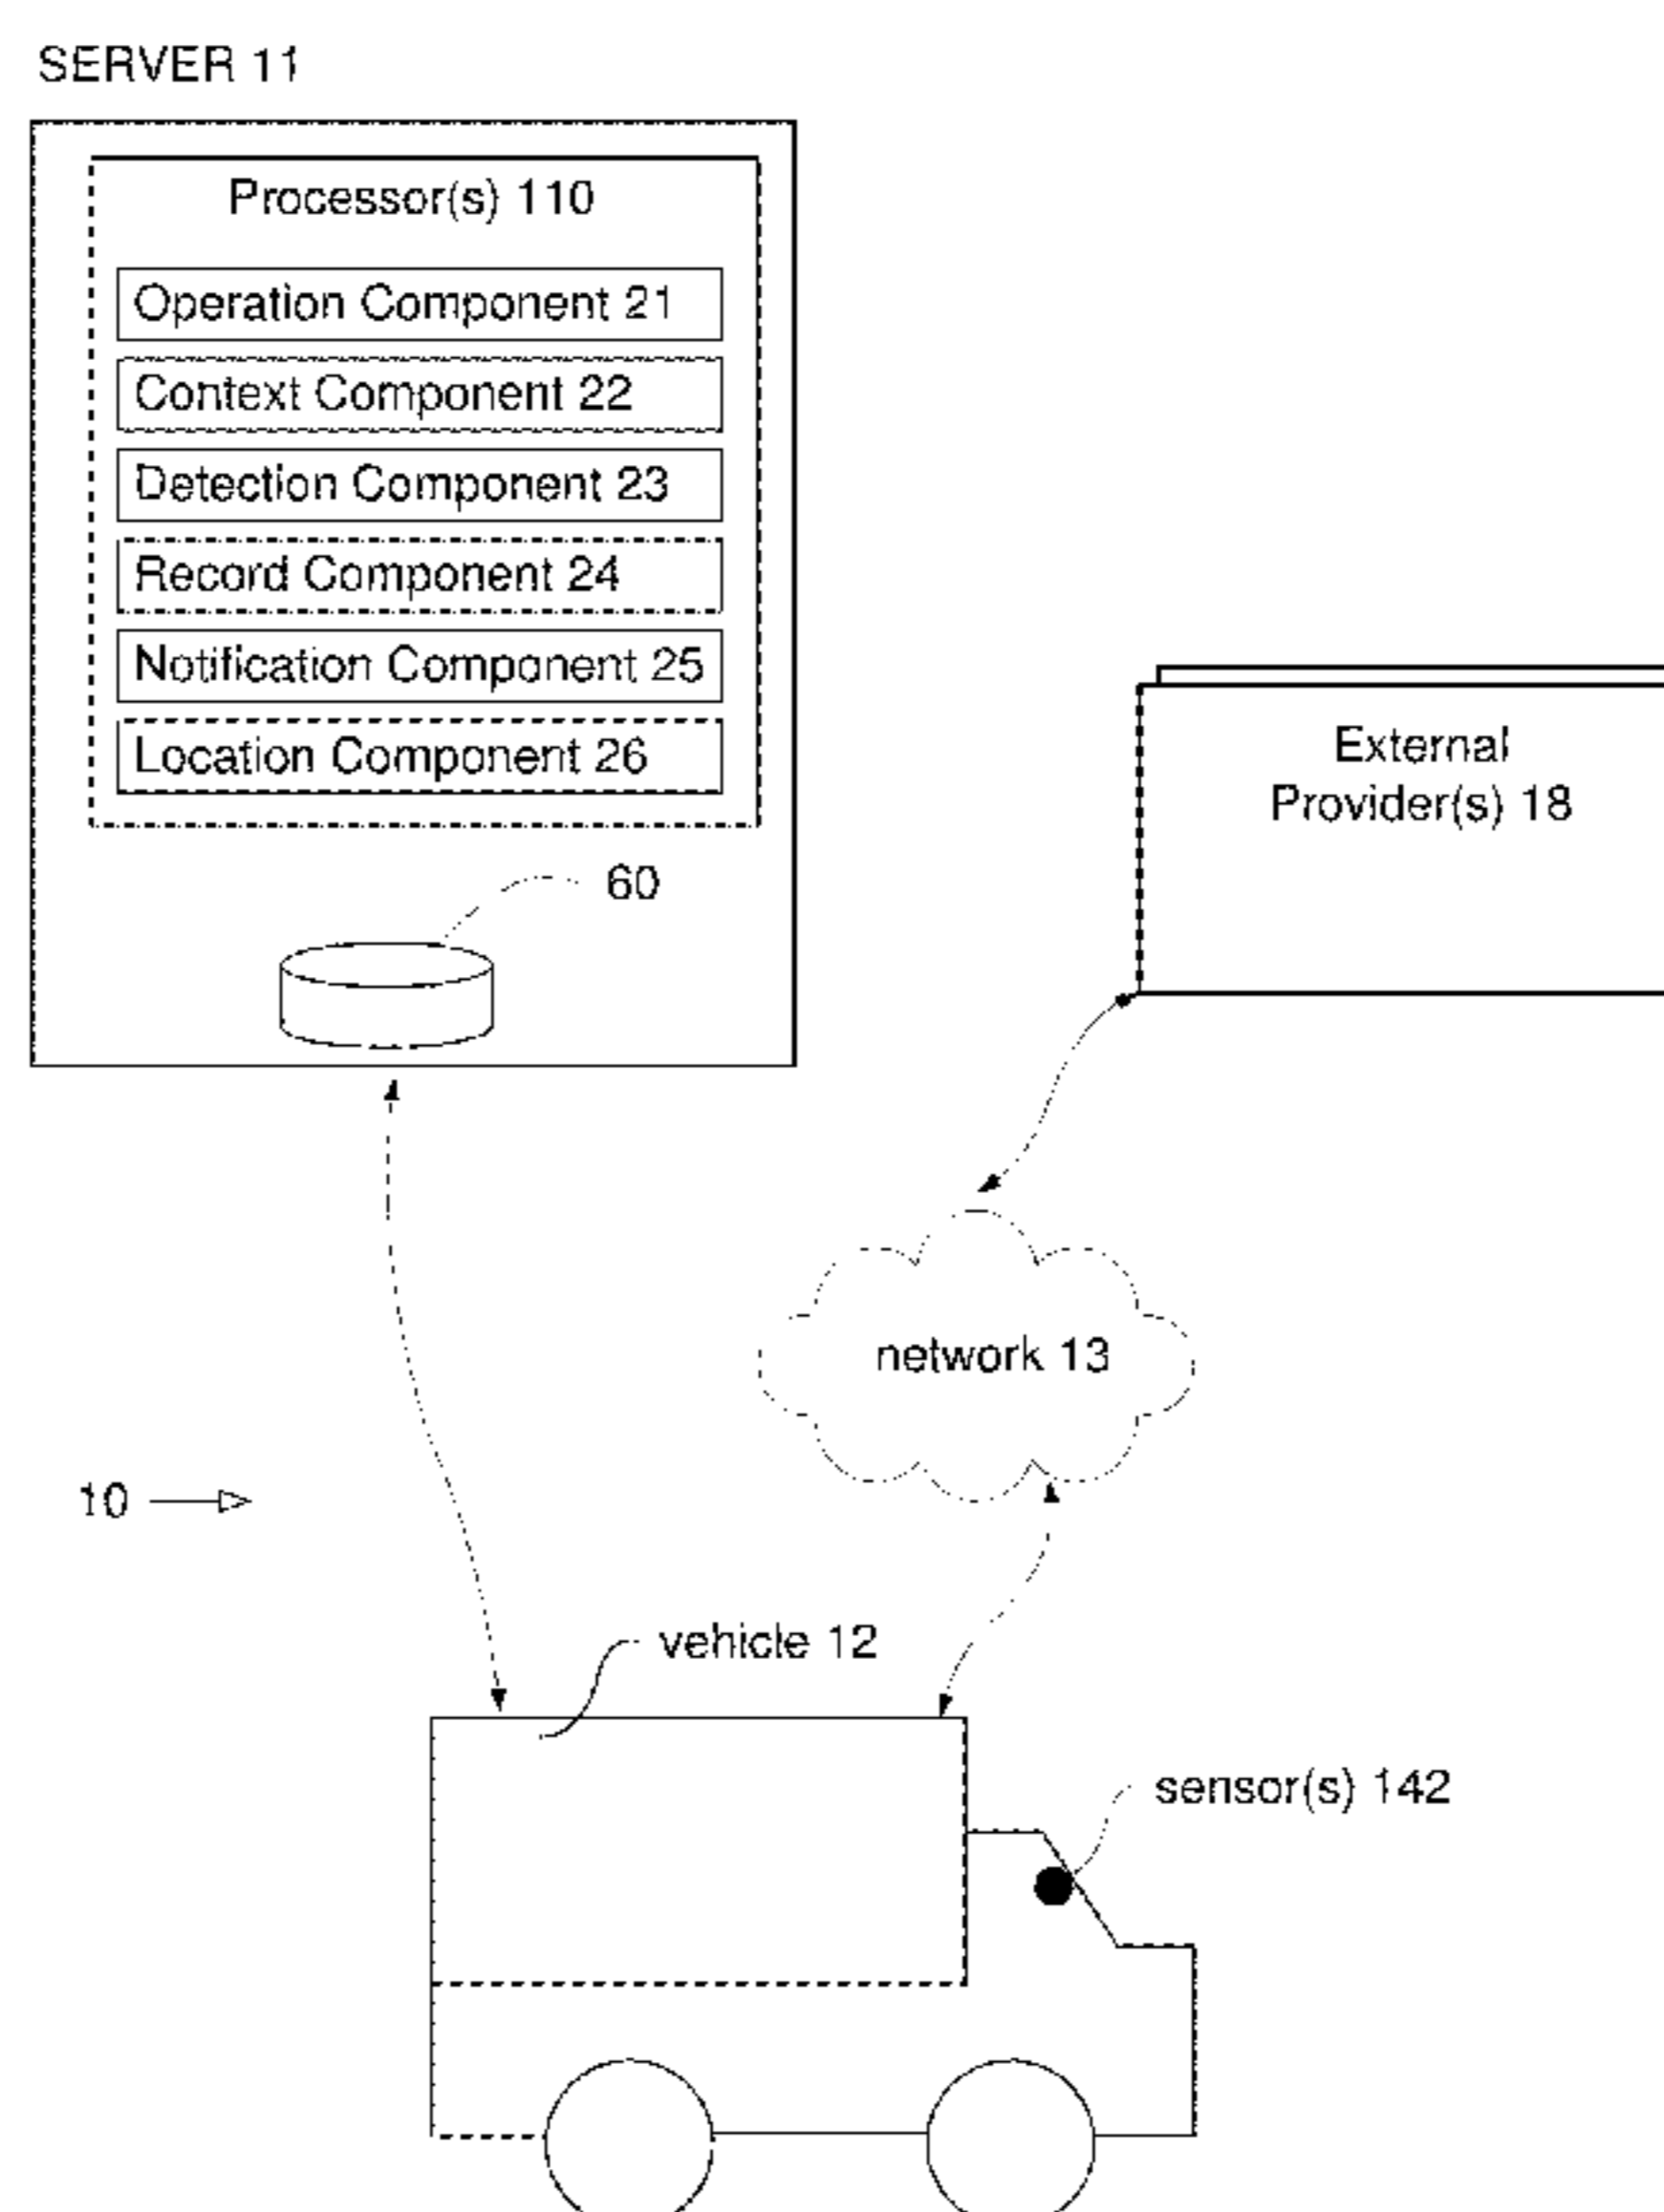 SERVER 11
Processor(s) 110
Operation Component 21
Context Component 22
Detection Component 23
Record Component 24
Notification Component 25
Location Component 26
60
External
Provider(s) 18
network 13
10
vehicle 12
sensor(s) 142